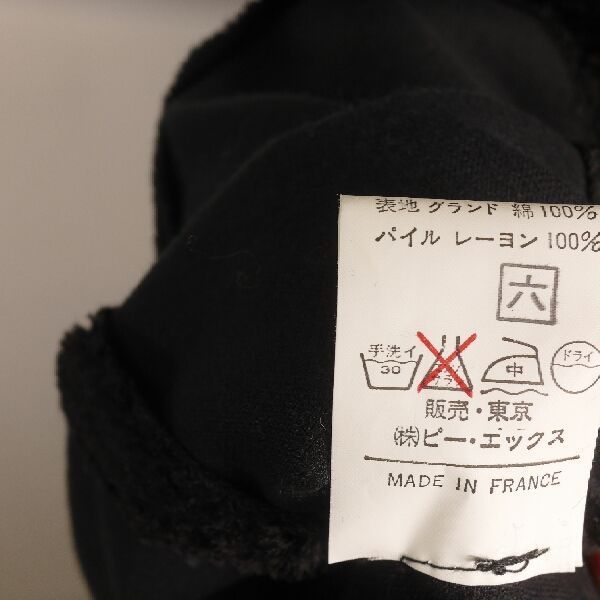 表地 グランド 綿 100%
パイル レーヨン 100%
六
手洗イ 30 中 ドライ
販売・東京
㈱ピー・エックス
MADE IN FRANCE